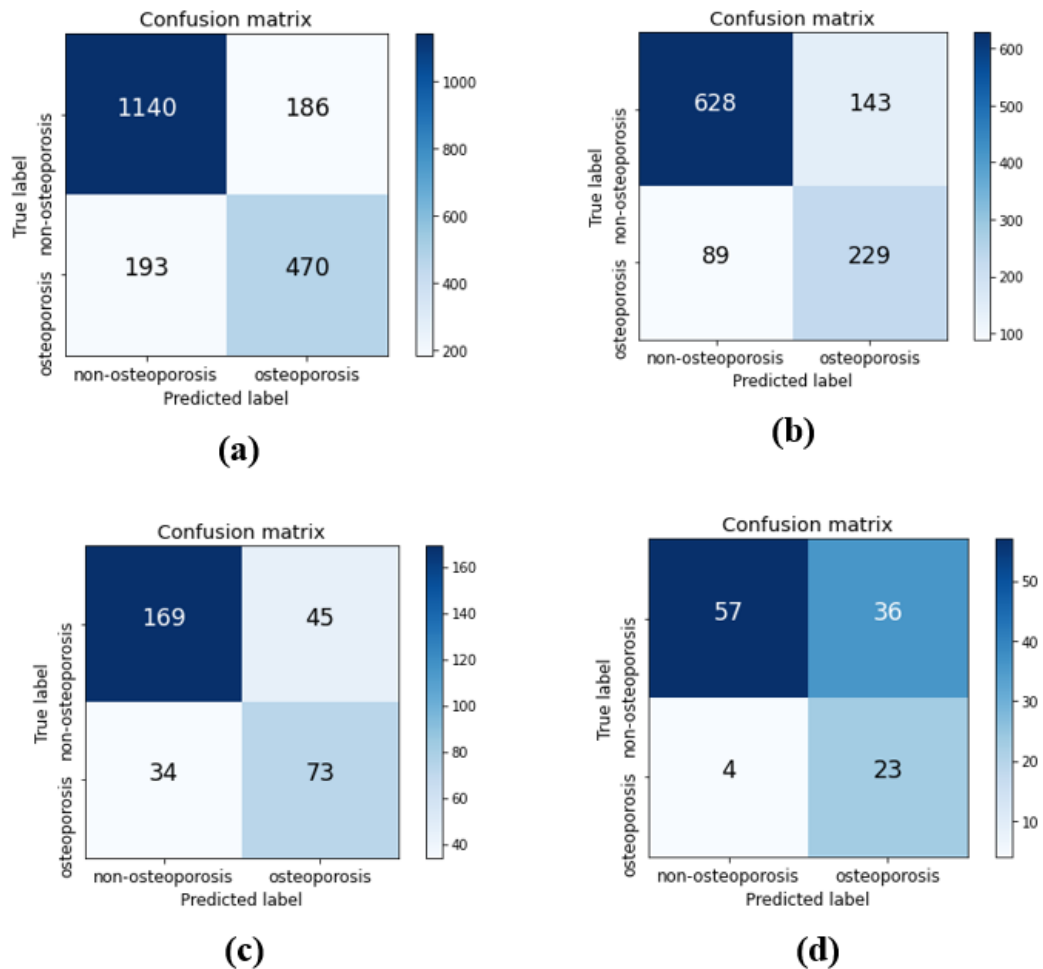 Confusion matrix
True label
non-osteoporosis
osteoporosis
1140 186
193 470
1000
800
600
400
200
non-osteoporosis osteoporosis
Predicted label
(a)
Confusion matrix
True label
non-osteoporosis
osteoporosis
628 143
89 229
600
500
400
300
200
100
non-osteoporosis osteoporosis
Predicted label
(b)
Confusion matrix
True label
non-osteoporosis
osteoporosis
169 45
34 73
160
140
120
100
80
60
40
non-osteoporosis osteoporosis
Predicted label
(c)
Confusion matrix
True label
non-osteoporosis
osteoporosis
57 36
4 23
50
40
30
20
10
non-osteoporosis osteoporosis
Predicted label
(d)